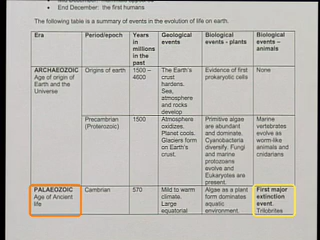 • End December: the first humans
The following table is a summary of events in the evolution of life on earth.
Era
Period/epoch
Years in millions in the past
Geological events
Biological events - plants
Biological events – animals
ARCHAEOZOIC
Age of origin of
Earth and the
Universe
Origins of earth
1500 –
4600
The Earth's
crust
hardens.
Sea,
atmosphere
and rocks
develop
Evidence of first
prokaryotic cells
None
Precambrian
(Proterozoic)
1500
Atmosphere
oxidizes.
Planet cools.
Glaciers form
on Earth's
crust.
Primitive algae
are abundant
and dominate.
Cyanobacteria
diversify. Fungi
and marine
protozoans
evolve and
Eukaryotes are
present.
Marine
vertebrates
evolve as
worm-like
animals and
cnidarians
PALAEOZOIC
Age of Ancient
life
Cambrian
570
Mild to warm
climate.
Large
equatorial
Algae as a plant
form dominates
aquatic
environment.
First major
extinction
event.
Trilobites